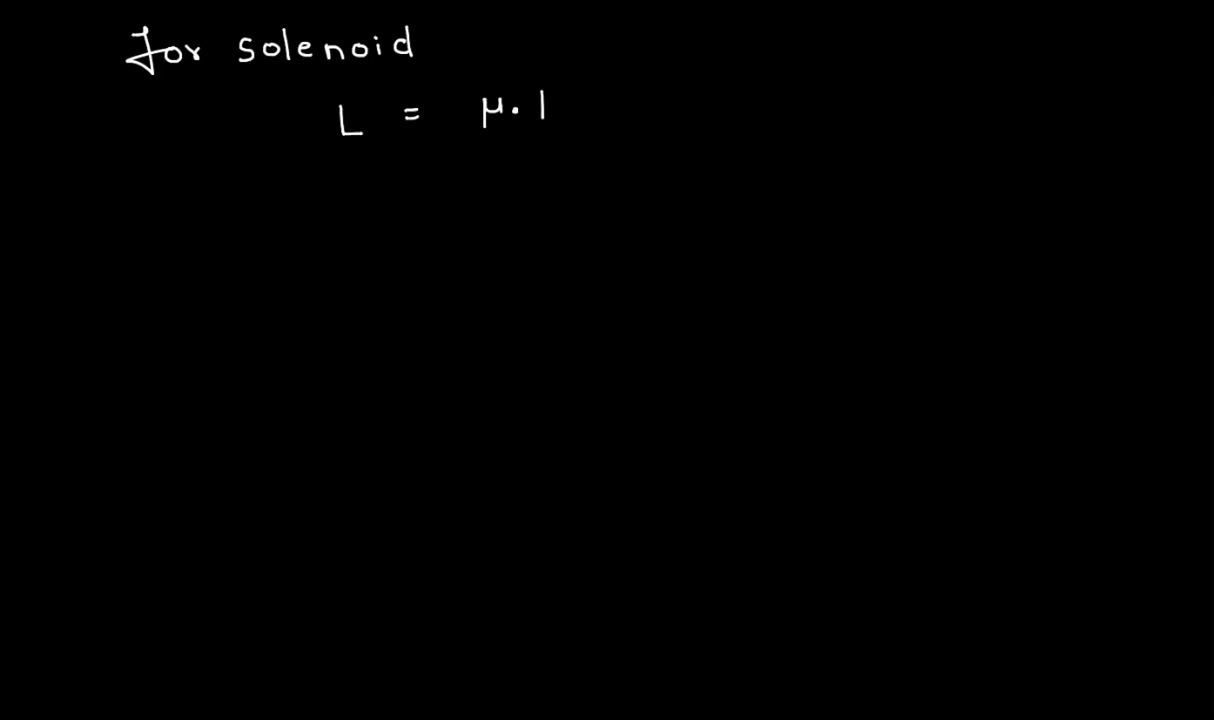 For solenoid
L = μ. |